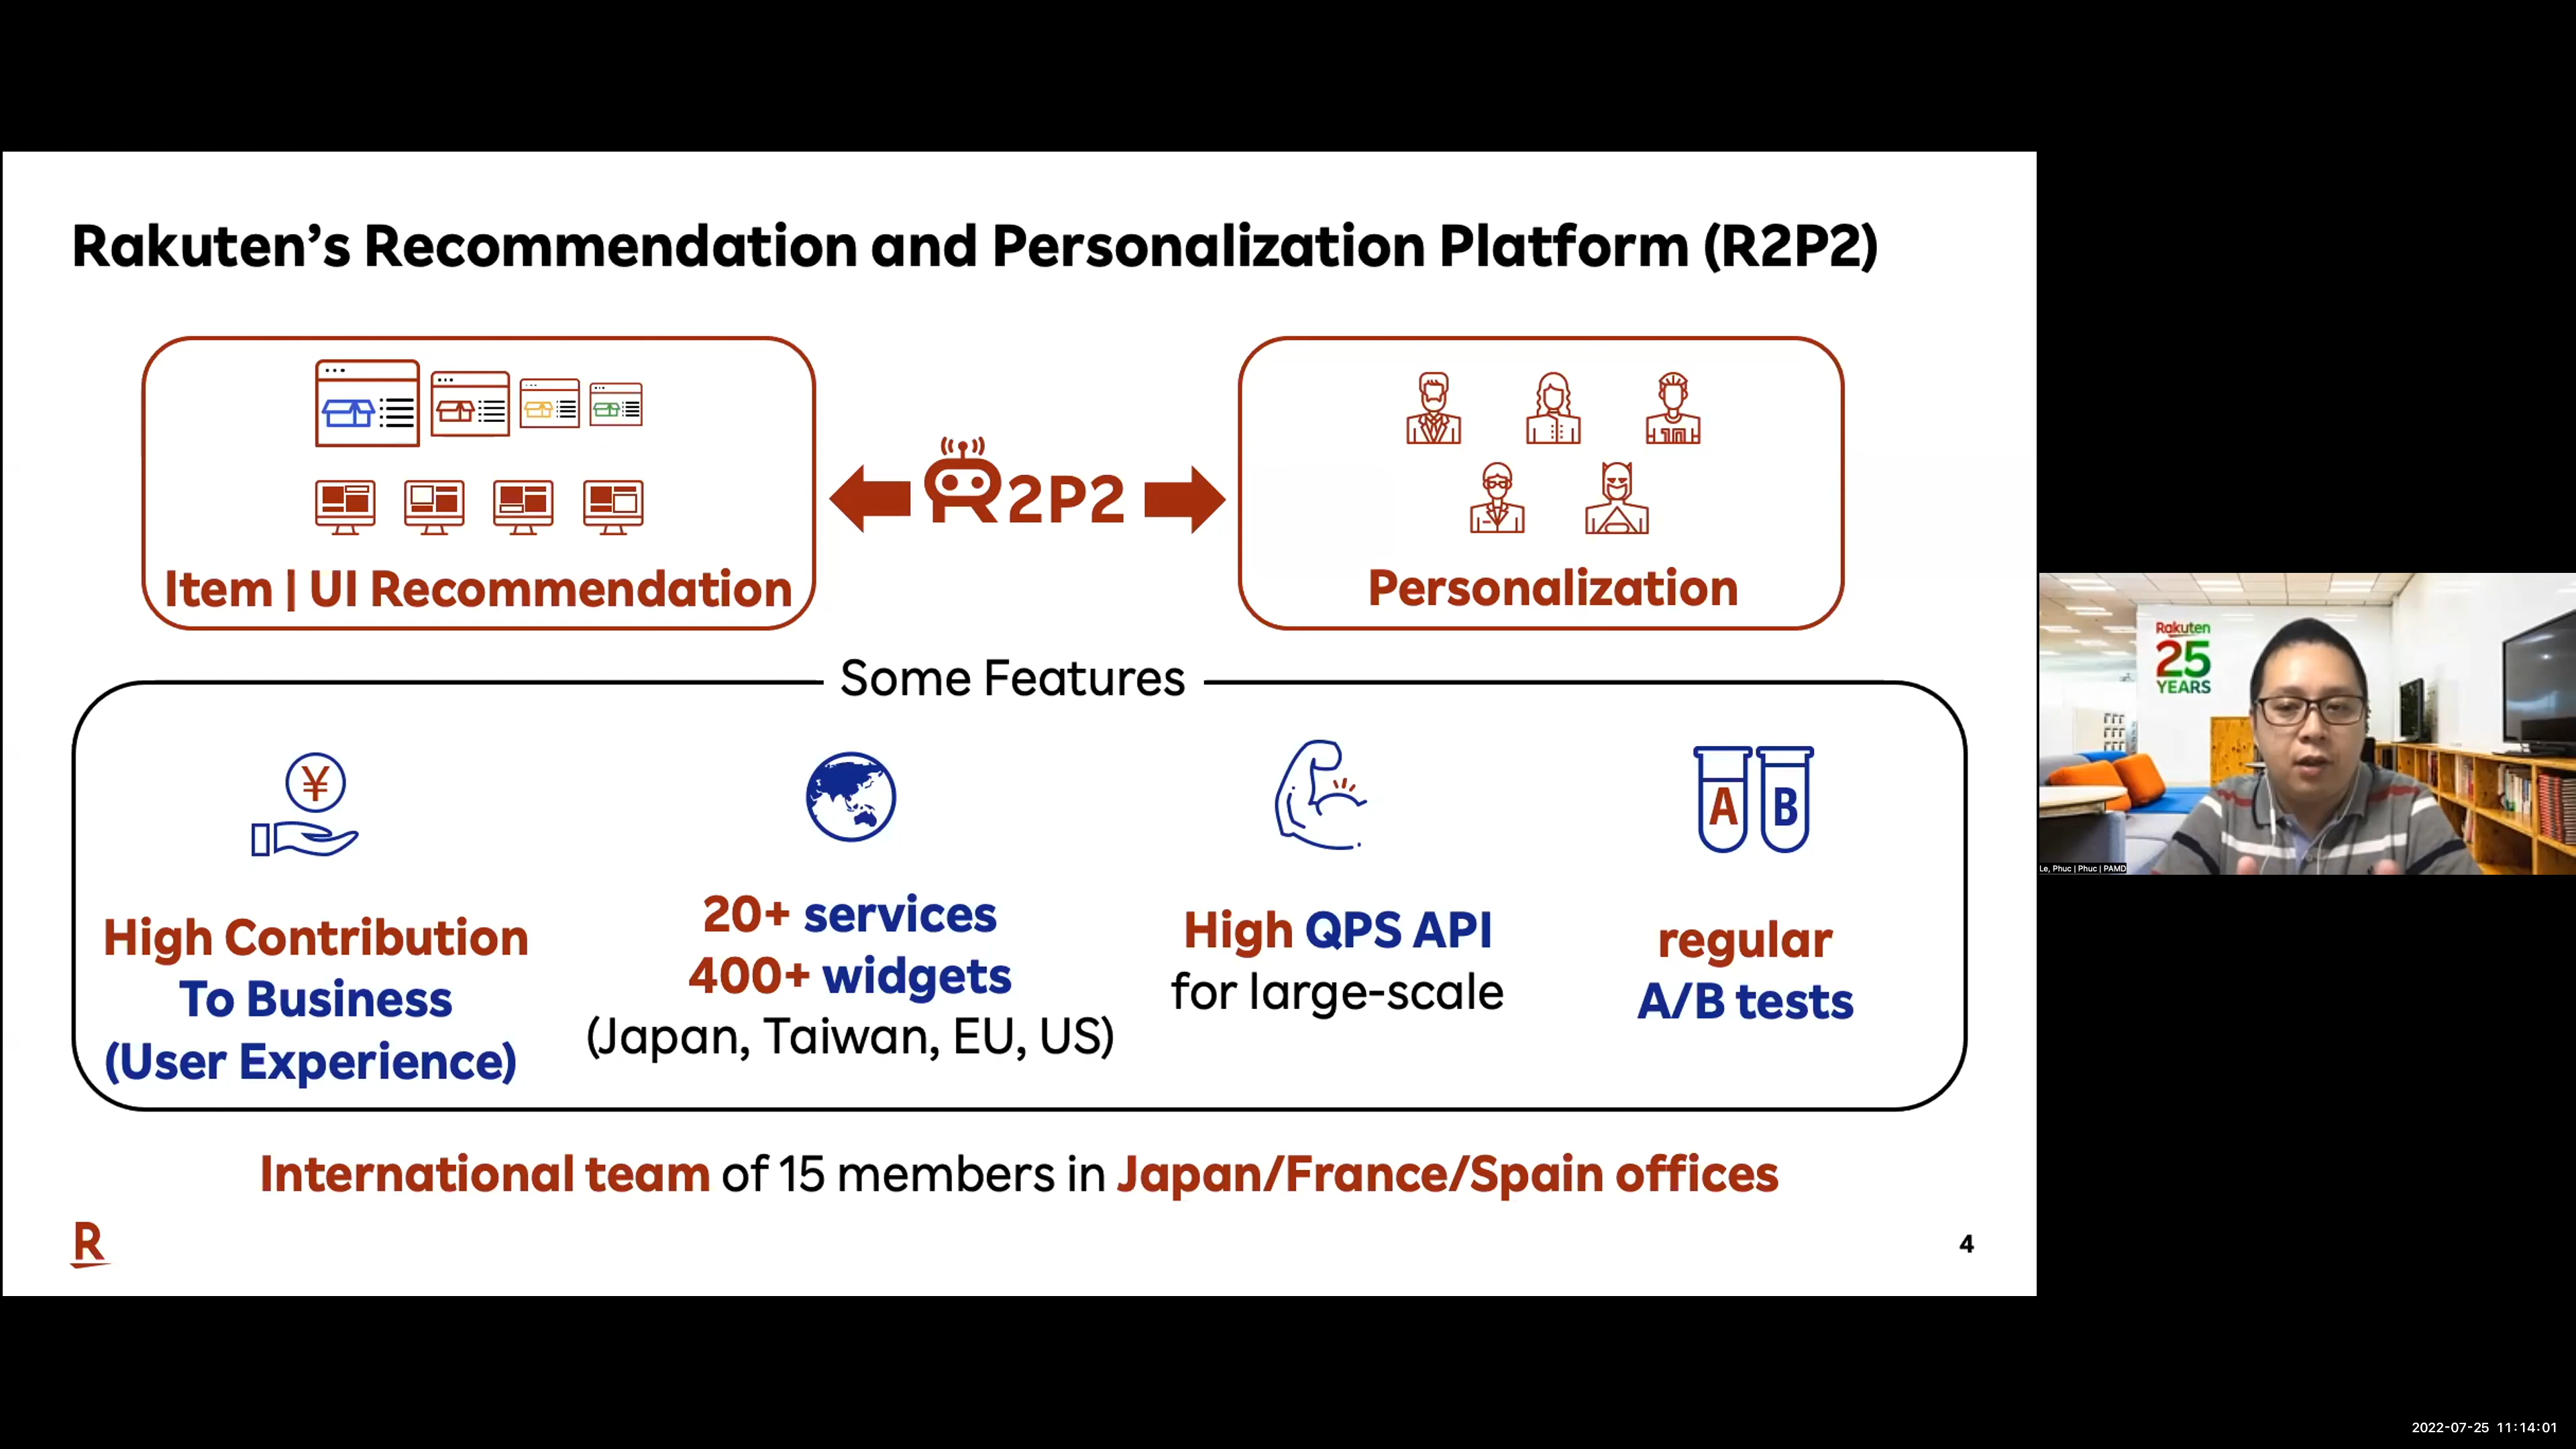 Rakuten's Recommendation and Personalization Platform (R2P2)
Item | UI Recommendation
R2P2
Personalization
Some Features
¥
High Contribution
To Business
(User Experience)
20+ services
400+ widgets
(Japan, Taiwan, EU, US)
High QPS API
for large-scale
A B
regular
A/B tests
International team of 15 members in Japan/France/Spain offices
R
4
Rakuten
25
YEARS
Le, Phuc | Phuc | PAMD
2022-07-25 11:14:01